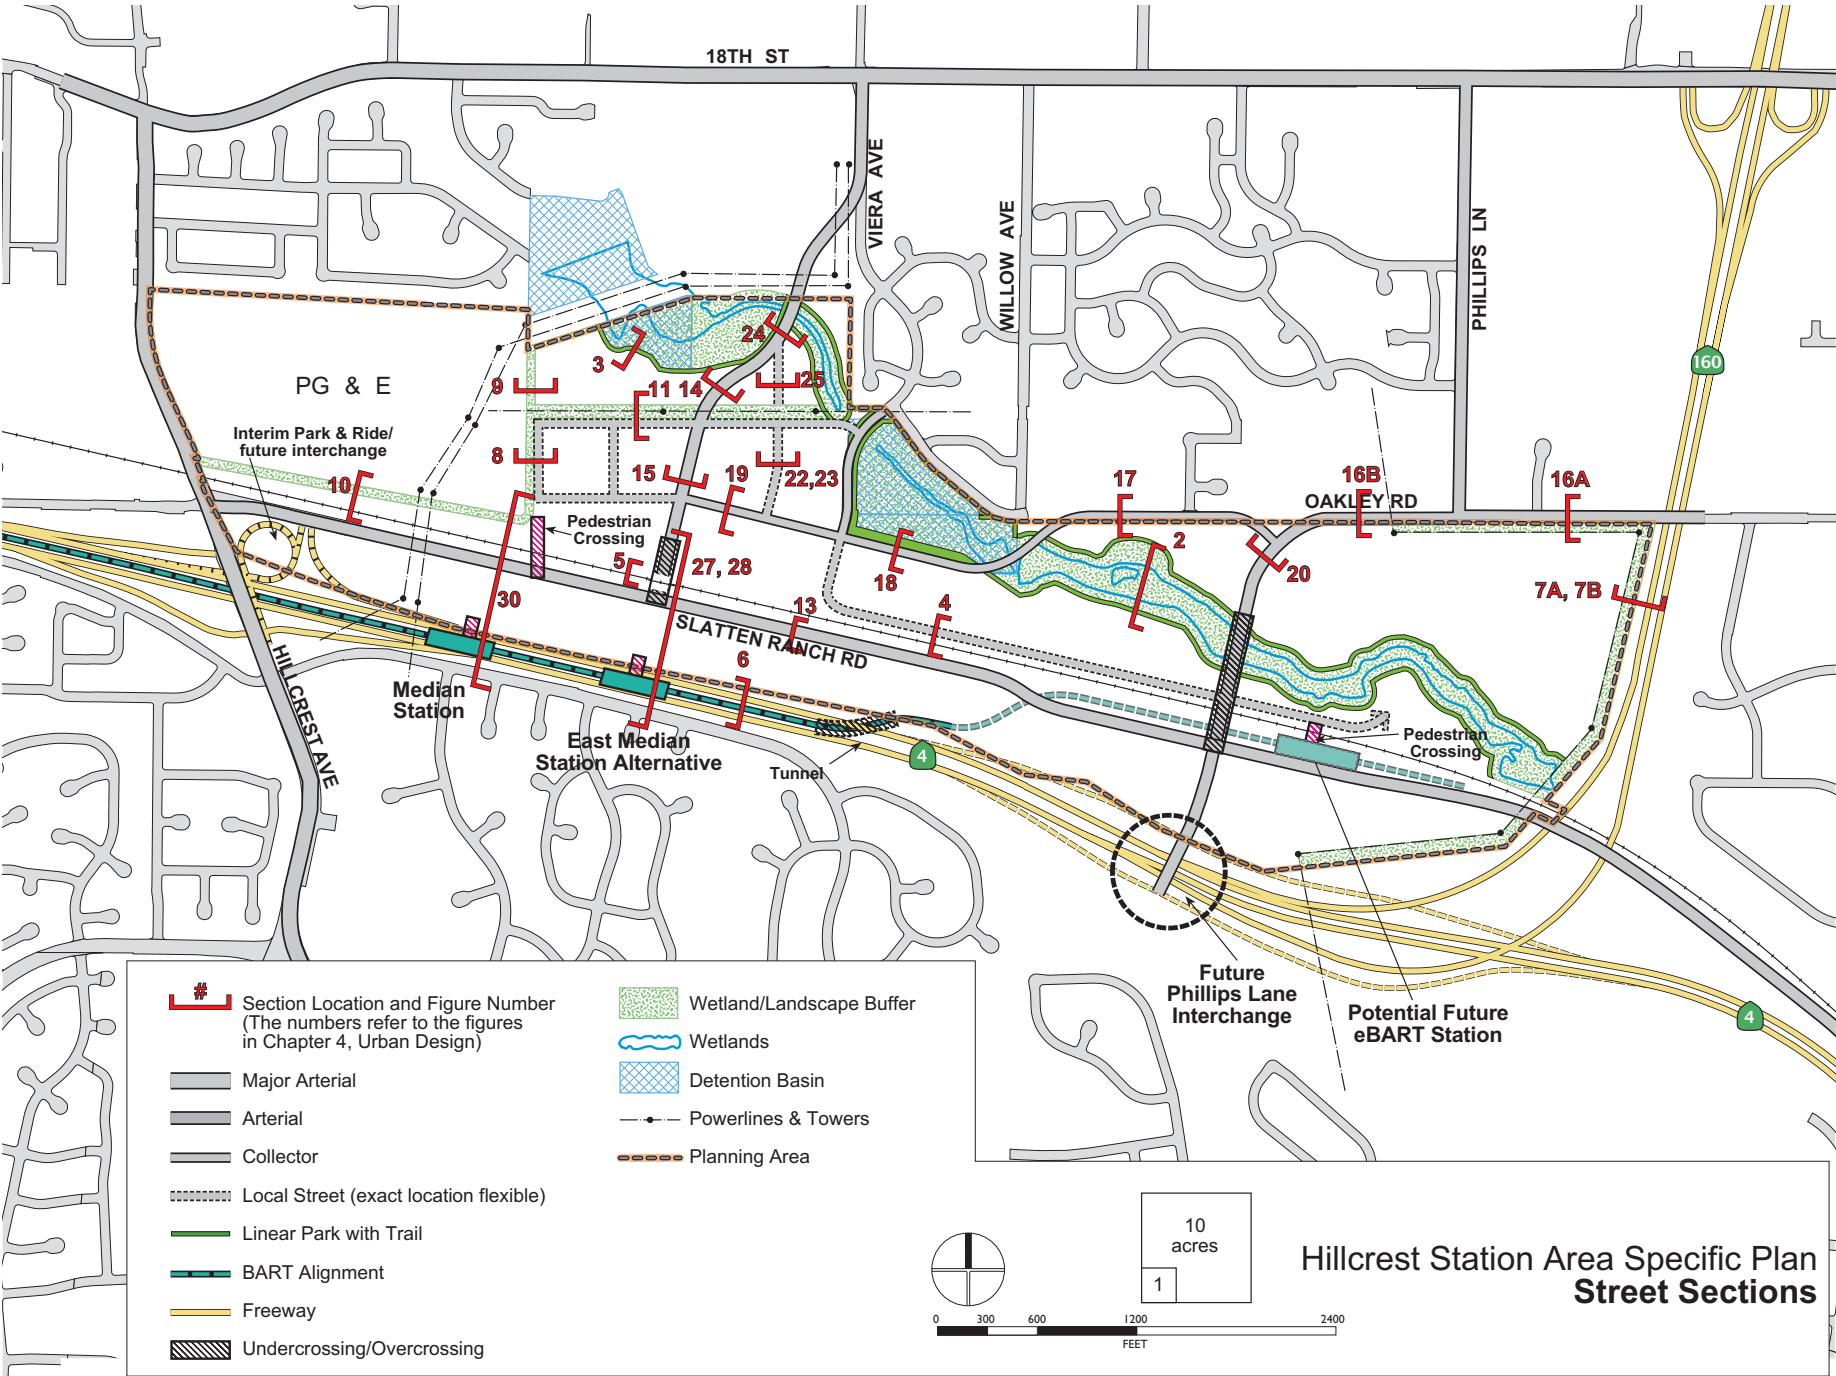 18TH ST
VIERA AVE
WILLOW AVE
PHILLIPS LN
160
24
3
9
PG & E
11
14
25
Interim Park & Ride/
future interchange
8
10
15
19
22,23
17
16B
16A
OAKLEY RD
Pedestrian
Crossing
5
27, 28
18
2
20
7A, 7B
30
13
4
SLATTEN RANCH RD
6
HILLCREST AVE
Median
Station
East Median
Station Alternative
Tunnel
4
Pedestrian
Crossing
Future
Phillips Lane
Interchange
Potential Future
eBART Station
4
#
Section Location and Figure Number
(The numbers refer to the figures
in Chapter 4, Urban Design)
Major Arterial
Arterial
Collector
Local Street (exact location flexible)
Linear Park with Trail
BART Alignment
Freeway
Undercrossing/Overcrossing
Wetland/Landscape Buffer
Wetlands
Detention Basin
Powerlines & Towers
Planning Area
10
acres
1
0 300 600 1200 2400
FEET
Hillcrest Station Area Specific Plan
Street Sections